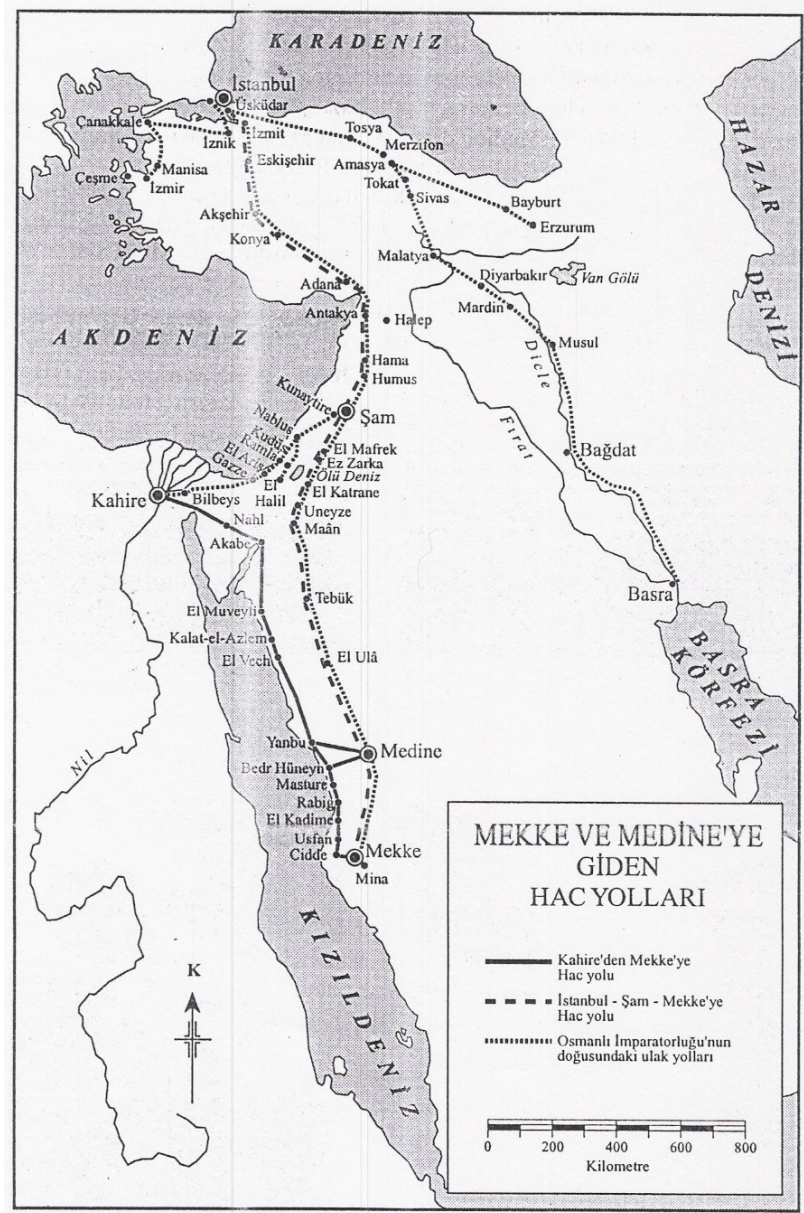 KARADENİZ
İstanbul
Üsküdar
Çanakkale
İznik
İzmit
Tosya
Merzifon
Eskişehir
Amasya
Manisa
Çeşme
İzmir
Tokat
Sivas
Bayburt
Erzurum
Akşehir
Konya
Malatya
Adana
Diyarbakır
Van Gölü
Mardin
Antakya
Halep
Musul
HAZAR
DENİZİ
AKDENİZ
Dicle
Fırat
Hama
Humus
Kunaytire
Şam
Nablus
Kudüs
Ramla
El Ariş
Gazze
El Mafrek
Ez Zarka
Ölü Deniz
El Katrane
El
Halil
Bağdat
Kahire
Bilbeys
Uneyze
Maân
Nahl
Akabe
Basra
Tebük
El Muveyli
Kalat-el-Azlem
El Vech
El Ulâ
BASRA
KÖRFEZİ
Nil
Yanbu
Medine
Bedr Hüneyn
Masture
Rabig
El Kadime
Usfan
Cidde
Mekke
Mina
KIZILDENİZ
K
MEKKE VE MEDİNE'YE
GİDEN
HAC YOLLARI
Kahire'den Mekke'ye
Hac yolu
İstanbul - Şam - Mekke'ye
Hac yolu
Osmanlı İmparatorluğu'nun
doğusundaki ulak yolları
0 200 400 600 800
Kilometre